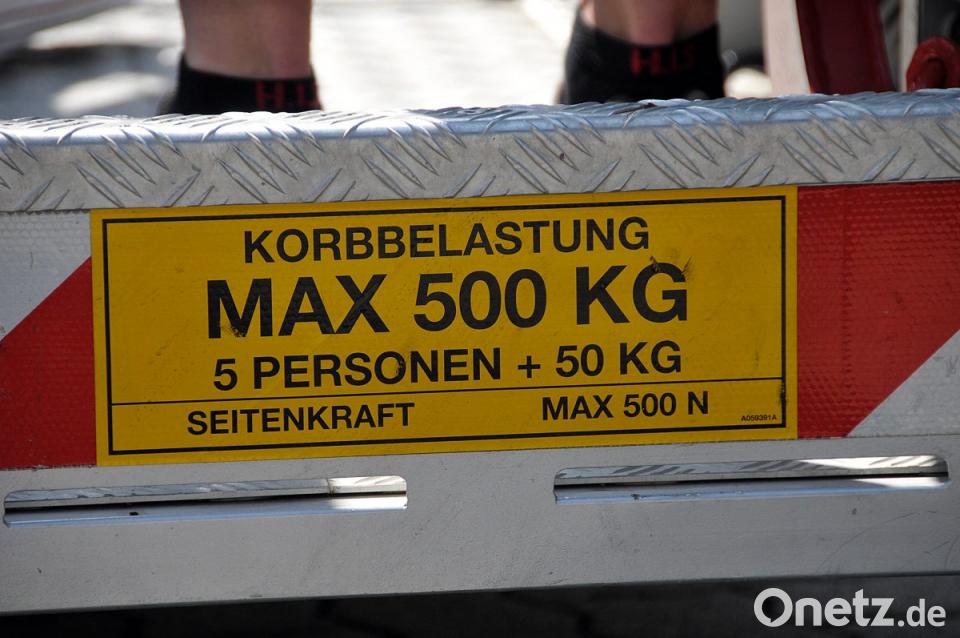 KORBBELASTUNG
MAX 500 KG
5 PERSONEN + 50 KG
SEITENKRAFT MAX 500 N
A059391A
Onetz.de